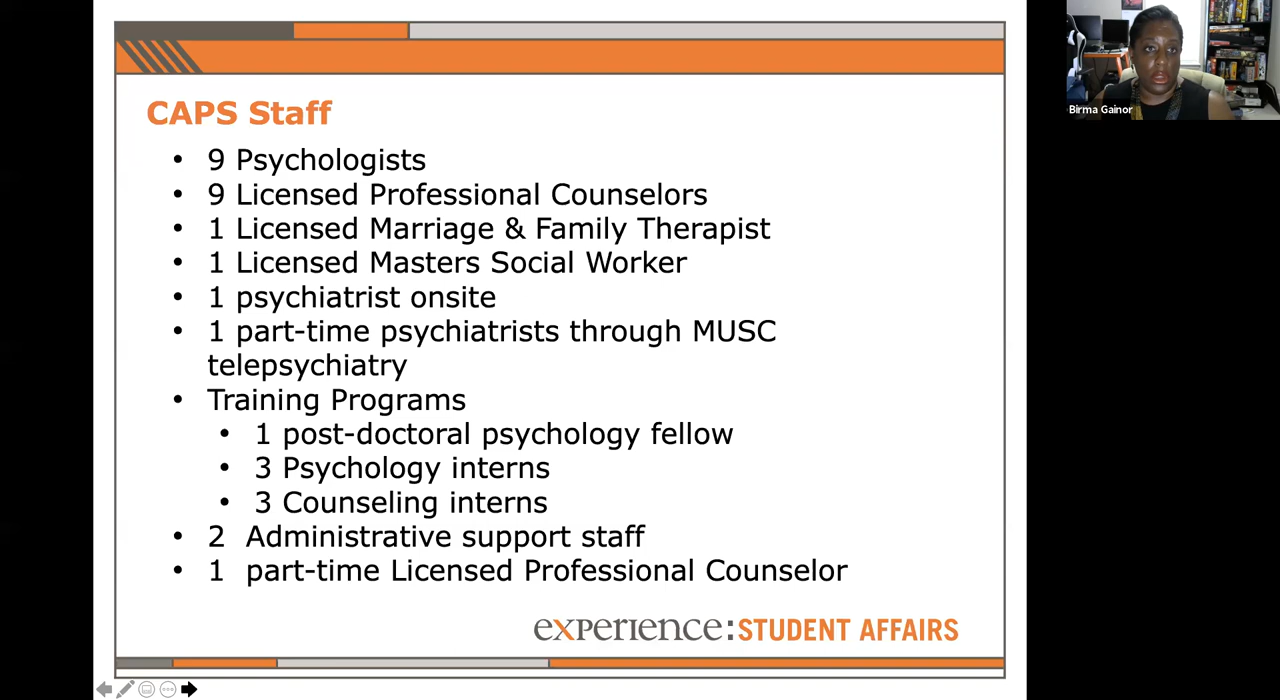 CAPS Staff
• 9 Psychologists
• 9 Licensed Professional Counselors
• 1 Licensed Marriage & Family Therapist
• 1 Licensed Masters Social Worker
• 1 psychiatrist onsite
• 1 part-time psychiatrists through MUSC
telepsychiatry
• Training Programs
• 1 post-doctoral psychology fellow
• 3 Psychology interns
• 3 Counseling interns
• 2 Administrative support staff
• 1 part-time Licensed Professional Counselor
experience:STUDENT AFFAIRS
Birma Gainor